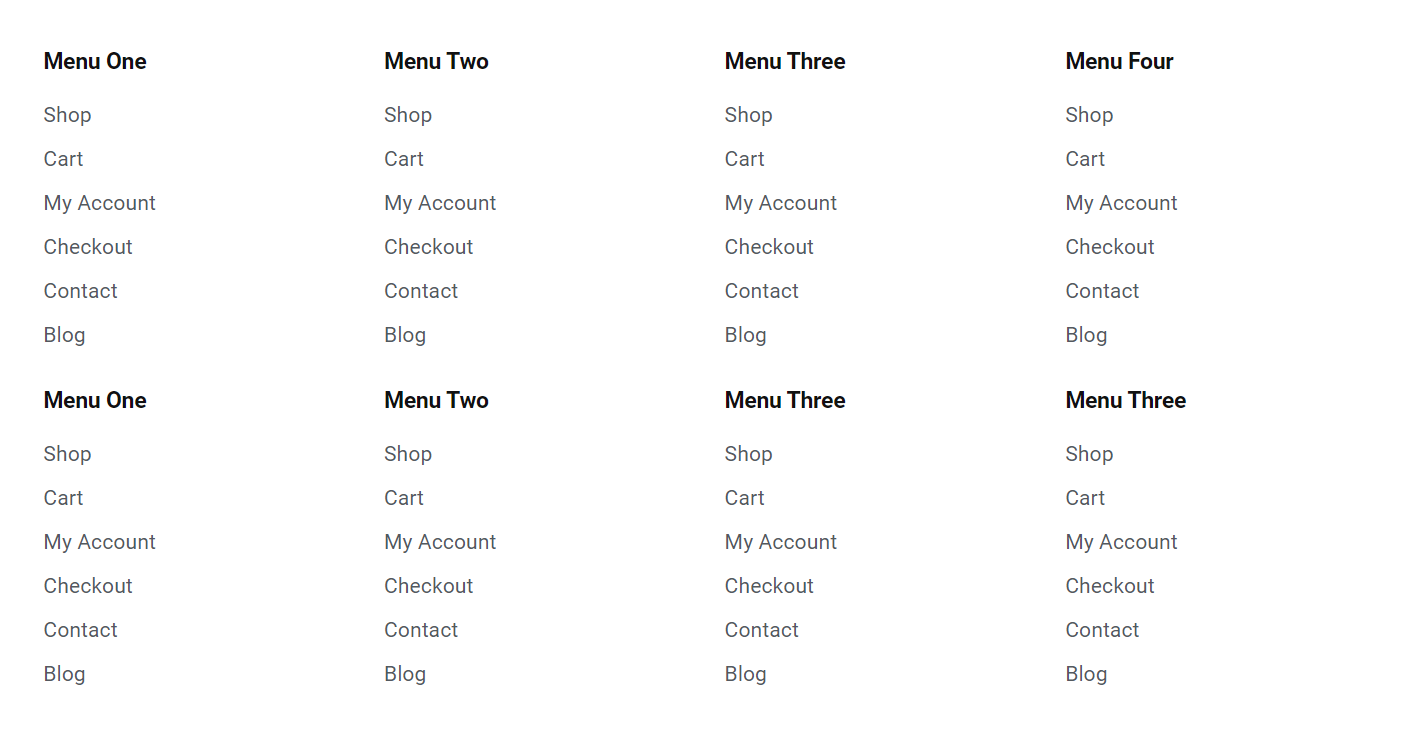 Menu One
Shop
Cart
My Account
Checkout
Contact
Blog
Menu Two
Shop
Cart
My Account
Checkout
Contact
Blog
Menu Three
Shop
Cart
My Account
Checkout
Contact
Blog
Menu Four
Shop
Cart
My Account
Checkout
Contact
Blog
Menu One
Shop
Cart
My Account
Checkout
Contact
Blog
Menu Two
Shop
Cart
My Account
Checkout
Contact
Blog
Menu Three
Shop
Cart
My Account
Checkout
Contact
Blog
Menu Three
Shop
Cart
My Account
Checkout
Contact
Blog